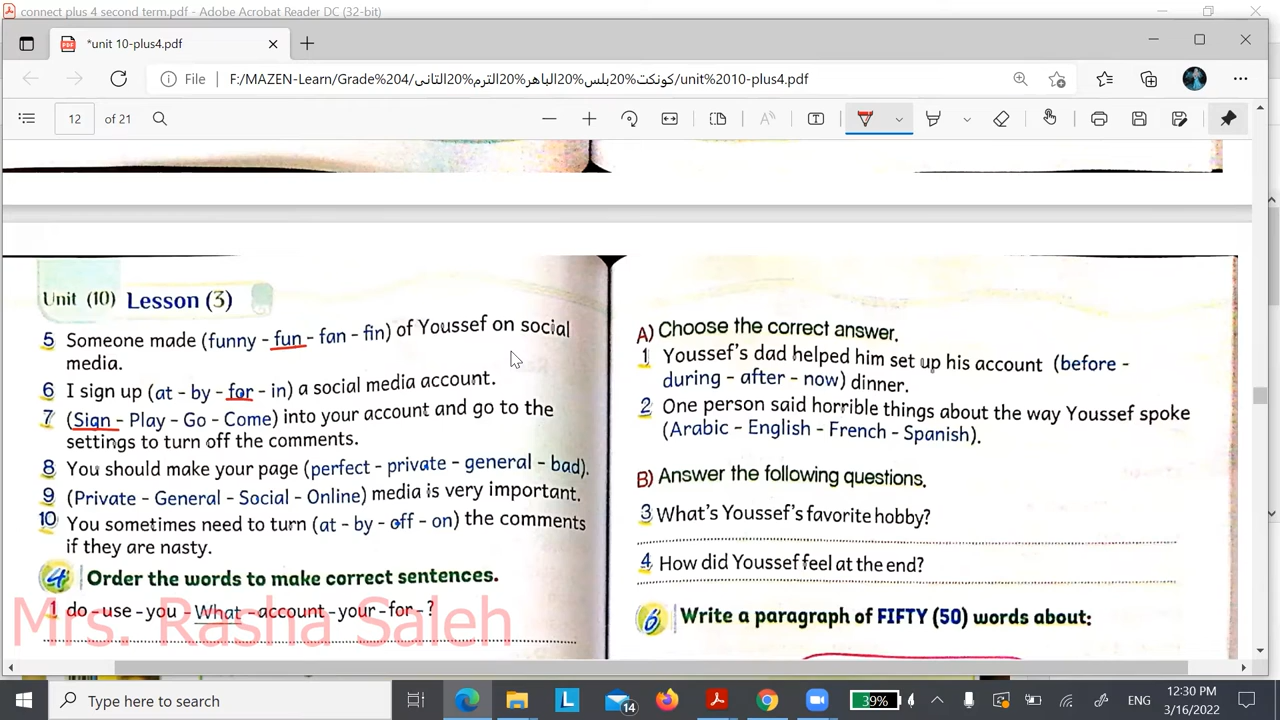 connect plus 4 second term.pdf - Adobe Acrobat Reader DC (32-bit)
*unit 10-plus4.pdf
File F:/MAZEN-Learn/Grade%204/كونكت%20بلس%20الباهر%20الترم%20التانى/unit%2010-plus4.pdf
12 of 21
Unit (10) Lesson (3)
5 Someone made (funny - fun - fan - fin) of Youssef on social
media.
6 I sign up (at - by - for - in) a social media account.
7 (Sign - Play - Go - Come) into your account and go to the
settings to turn off the comments.
8 You should make your page (perfect - private - general - bad).
9 (Private - General - Social - Online) media is very important.
10 You sometimes need to turn (at - by - off - on) the comments
if they are nasty.
4 Order the words to make correct sentences.
1 do - use - you - What - account - your - for - ?
Mrs. Rasha Saleh
A) Choose the correct answer.
1 Youssef's dad helped him set up his account (before -
during - after - now) dinner.
2 One person said horrible things about the way Youssef spoke
(Arabic - English - French - Spanish).
B) Answer the following questions.
3 What's Youssef's favorite hobby?
4 How did Youssef feel at the end?
6 Write a paragraph of FIFTY (50) words about:
Type here to search
14
39%
ENG
12:30 PM
3/16/2022